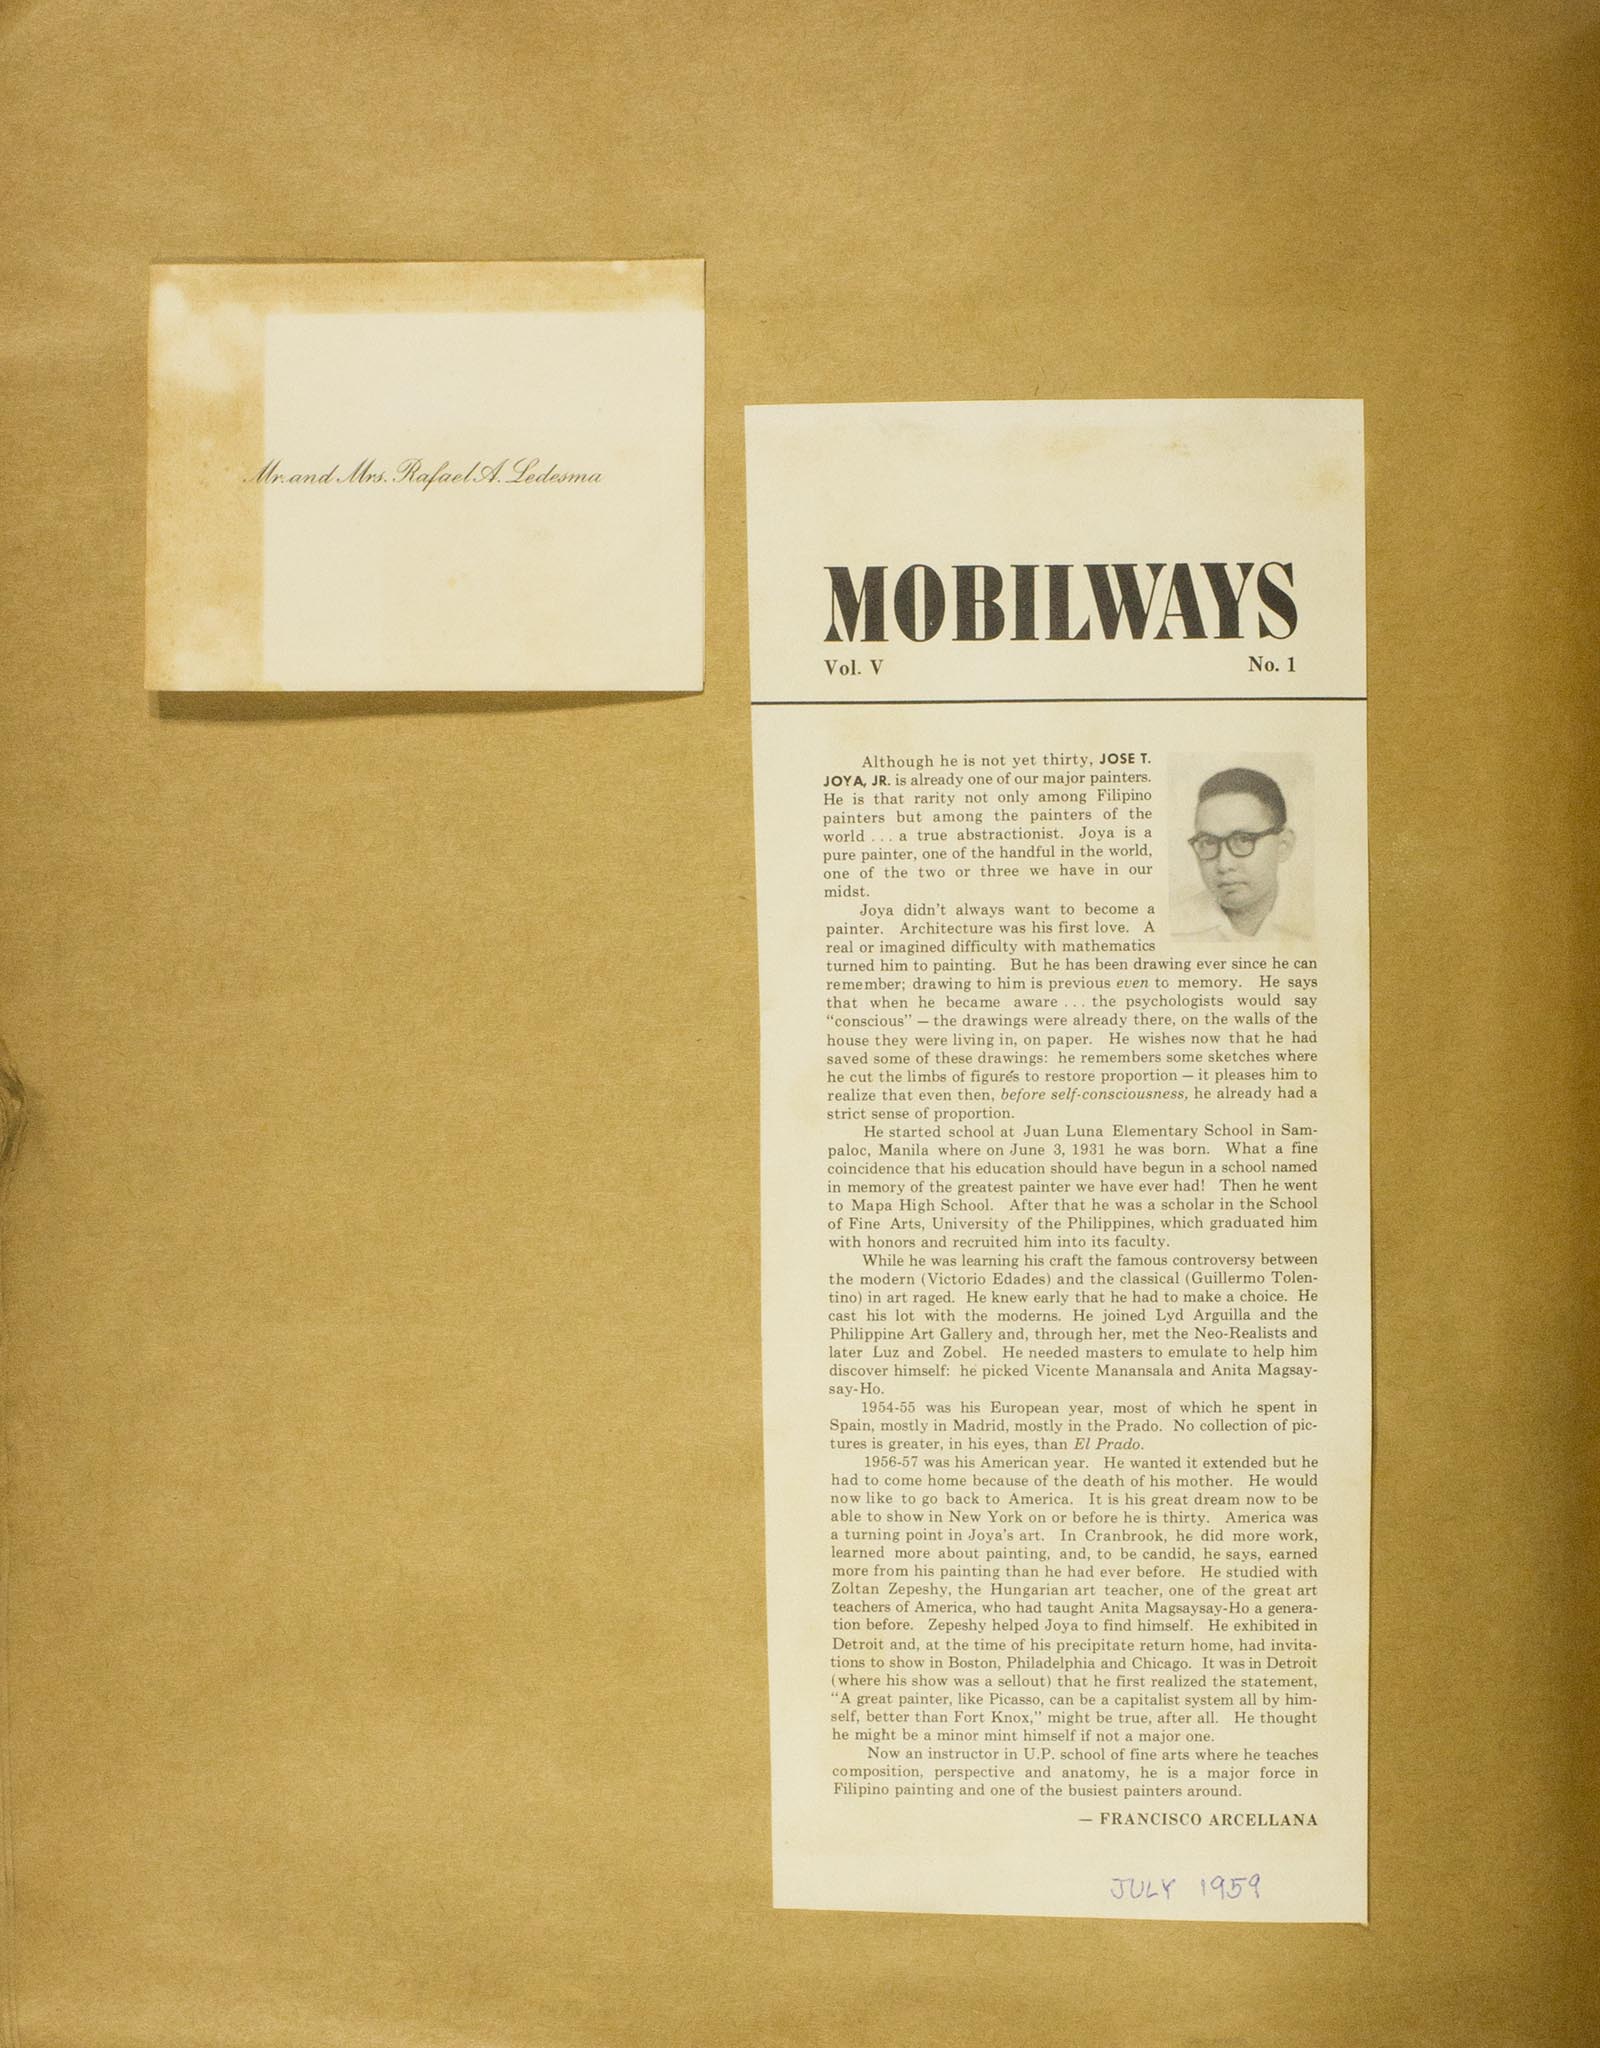 Mr. and Mrs. Rafael A. Ledesma
MOBILWAYS
Vol. V No. 1
Although he is not yet thirty, JOSE T.
JOYA, JR. is already one of our major painters.
He is that rarity not only among Filipino
painters but among the painters of the
world . . . a true abstractionist. Joya is a
pure painter, one of the handful in the world,
one of the two or three we have in our
midst.
Joya didn't always want to become a
painter. Architecture was his first love. A
real or imagined difficulty with mathematics
turned him to painting. But he has been drawing ever since he can
remember; drawing to him is previous even to memory. He says
that when he became aware . . . the psychologists would say
"conscious" — the drawings were already there, on the walls of the
house they were living in, on paper. He wishes now that he had
saved some of these drawings: he remembers some sketches where
he cut the limbs of figures to restore proportion — it pleases him to
realize that even then, before self-consciousness, he already had a
strict sense of proportion.
He started school at Juan Luna Elementary School in Sam-
paloc, Manila where on June 3, 1931 he was born. What a fine
coincidence that his education should have begun in a school named
in memory of the greatest painter we have ever had! Then he went
to Mapa High School. After that he was a scholar in the School
of Fine Arts, University of the Philippines, which graduated him
with honors and recruited him into its faculty.
While he was learning his craft the famous controversy between
the modern (Victorio Edades) and the classical (Guillermo Tolen-
tino) in art raged. He knew early that he had to make a choice. He
cast his lot with the moderns. He joined Lyd Arguilla and the
Philippine Art Gallery and, through her, met the Neo-Realists and
later Luz and Zobel. He needed masters to emulate to help him
discover himself: he picked Vicente Manansala and Anita Magsay-
say-Ho.
1954-55 was his European year, most of which he spent in
Spain, mostly in Madrid, mostly in the Prado. No collection of pic-
tures is greater, in his eyes, than El Prado.
1956-57 was his American year. He wanted it extended but he
had to come home because of the death of his mother. He would
now like to go back to America. It is his great dream now to be
able to show in New York on or before he is thirty. America was
a turning point in Joya's art. In Cranbrook, he did more work,
learned more about painting, and, to be candid, he says, earned
more from his painting than he had ever before. He studied with
Zoltan Zepeshy, the Hungarian art teacher, one of the great art
teachers of America, who had taught Anita Magsaysay-Ho a genera-
tion before. Zepeshy helped Joya to find himself. He exhibited in
Detroit and, at the time of his precipitate return home, had invita-
tions to show in Boston, Philadelphia and Chicago. It was in Detroit
(where his show was a sellout) that he first realized the statement,
"A great painter, like Picasso, can be a capitalist system all by him-
self, better than Fort Knox," might be true, after all. He thought
he might be a minor mint himself if not a major one.
Now an instructor in U.P. school of fine arts where he teaches
composition, perspective and anatomy, he is a major force in
Filipino painting and one of the busiest painters around.
— FRANCISCO ARCELLANA
JULY 1959